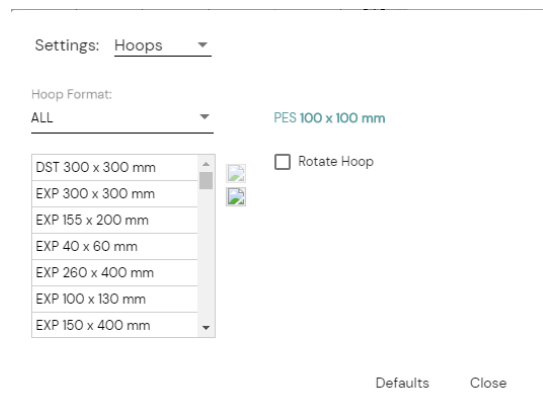 Settings: Hoops
Hoop Format:
ALL
PES 100 x 100 mm
Rotate Hoop
DST 300 x 300 mm
EXP 300 x 300 mm
EXP 155 x 200 mm
EXP 40 x 60 mm
EXP 260 x 400 mm
EXP 100 x 130 mm
EXP 150 x 400 mm
Defaults Close